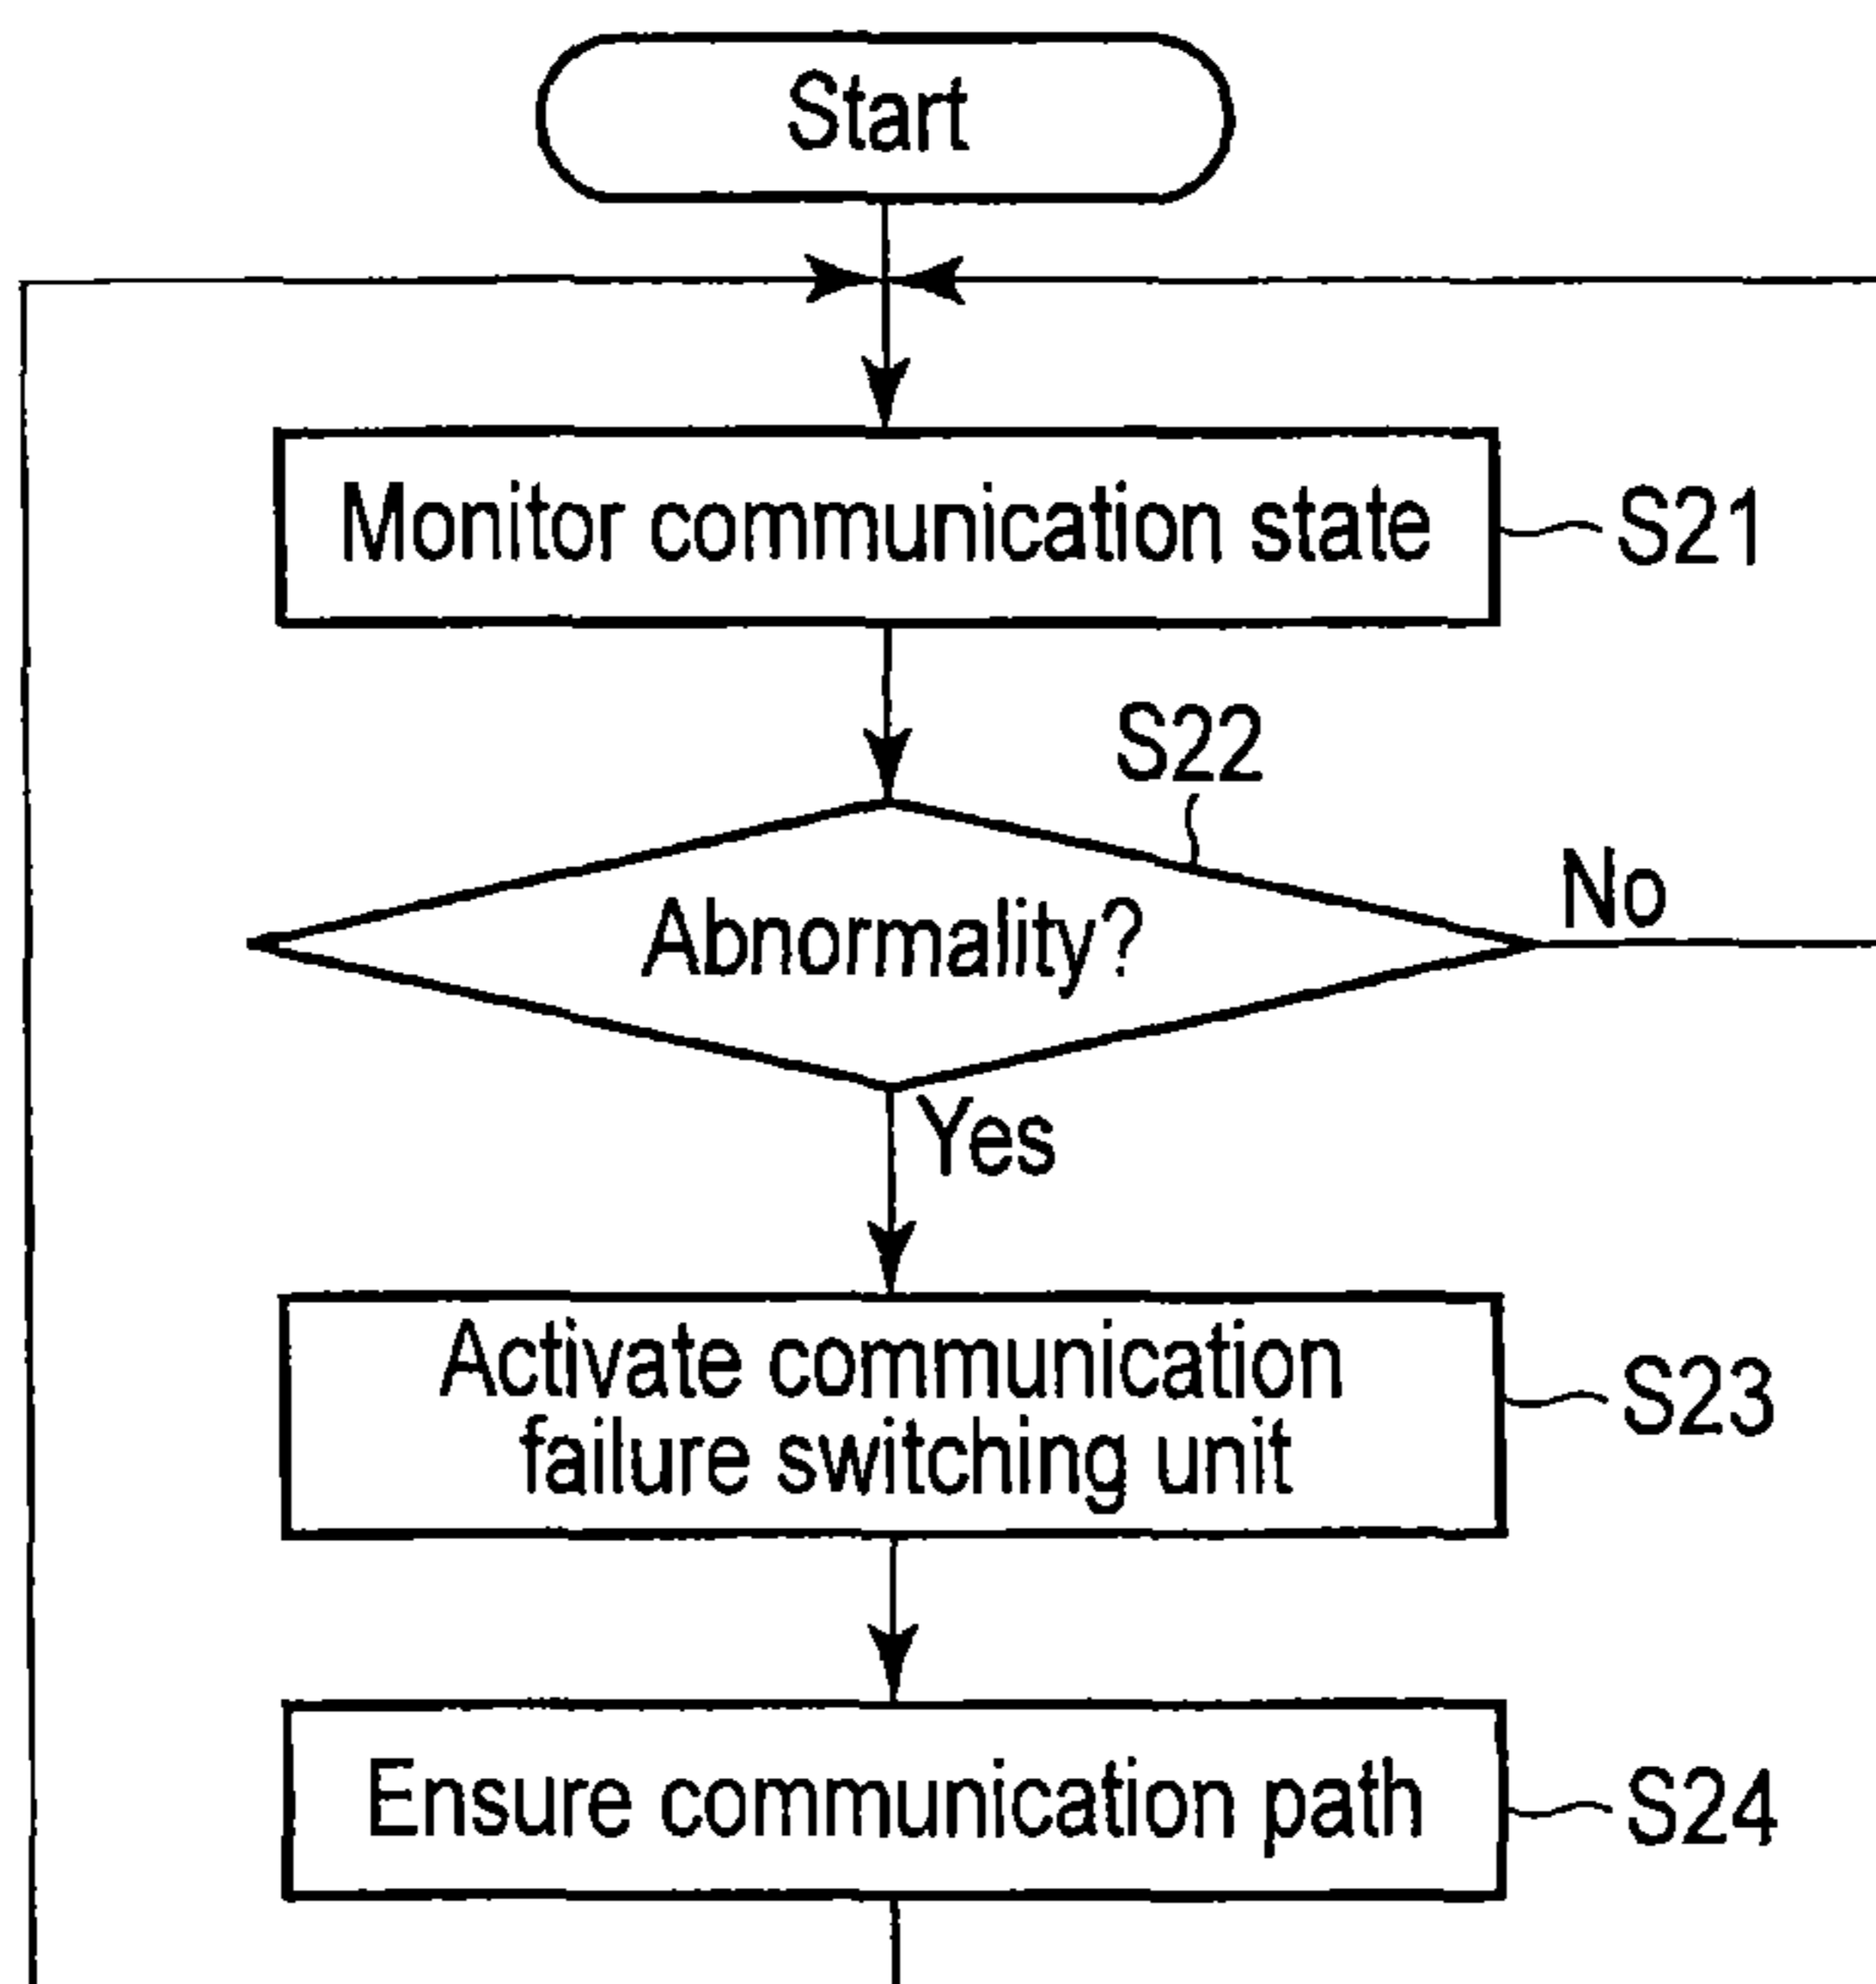 Start
Monitor communication state
S21
S22
Abnormality?
No
Yes
Activate communication
failure switching unit
S23
Ensure communication path
S24